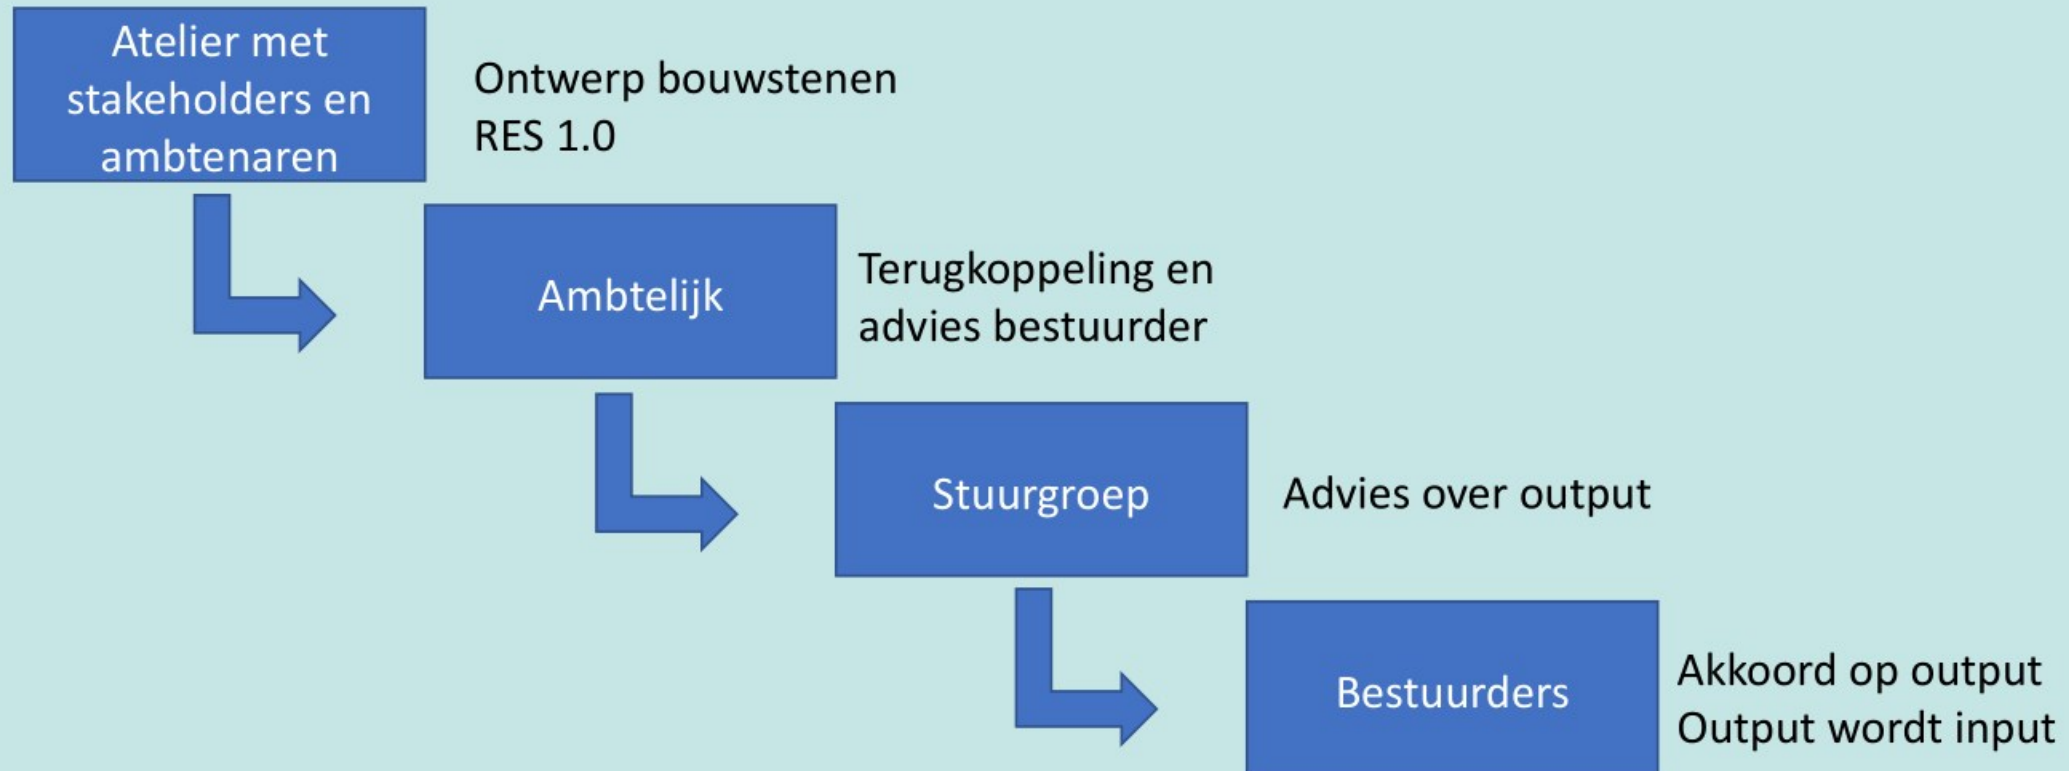 Atelier met
stakeholders en
ambtenaren
Ontwerp bouwstenen
RES 1.0
Ambtelijk
Terugkoppeling en
advies bestuurder
Stuurgroep
Advies over output
Bestuurders
Akkoord op output
Output wordt input